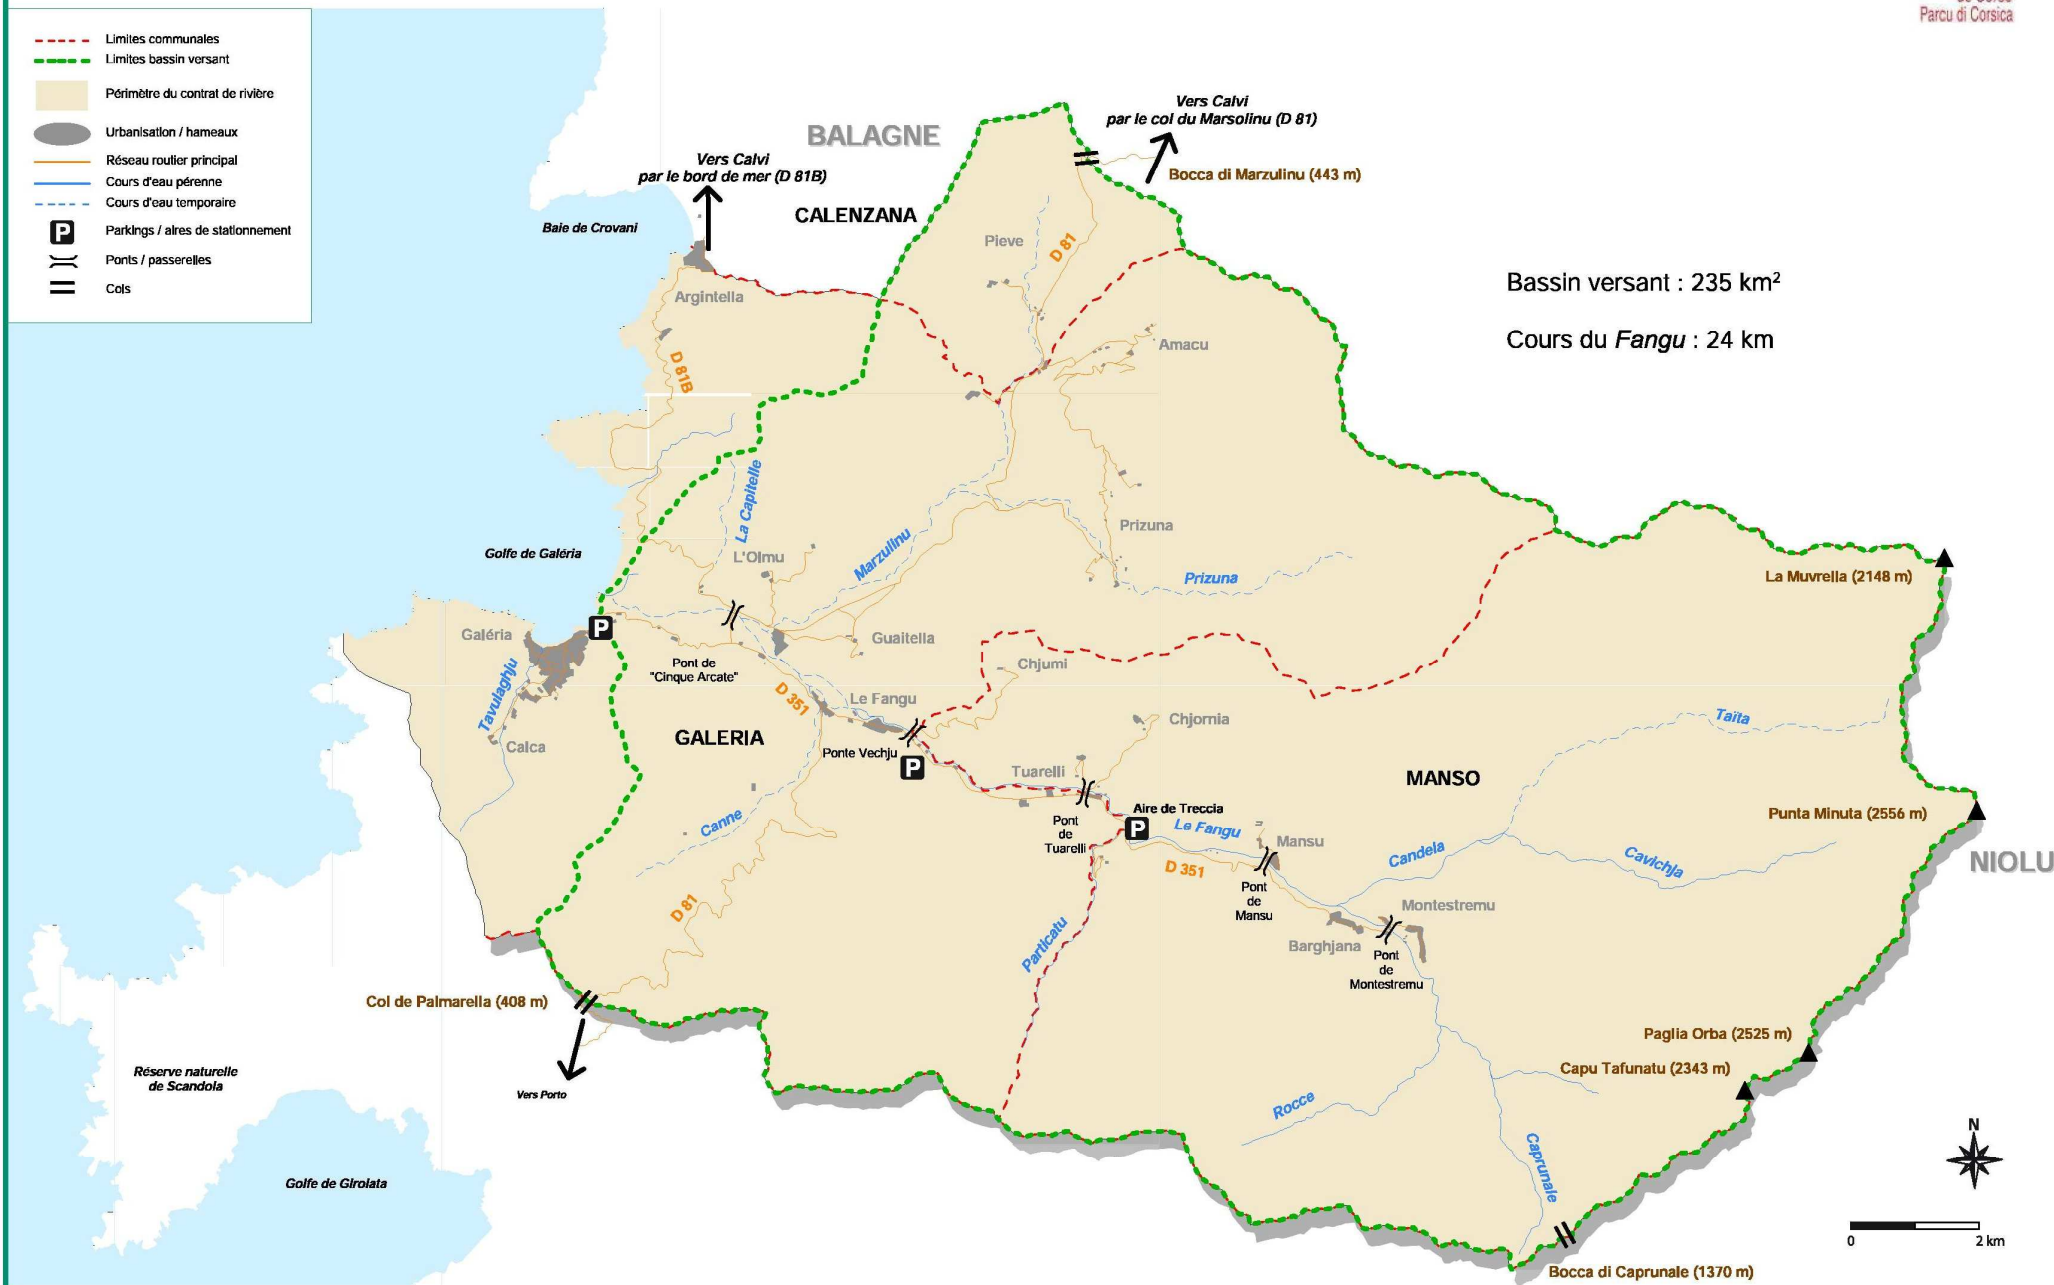 Parcu di Corsica
Limites communales
Limites bassin versant
Périmètre du contrat de rivière
Urbanisation / hameaux
Réseau routier principal
Cours d'eau pérenne
Cours d'eau temporaire
P
Parkings / aires de stationnement
Ponts / passerelles
Cols
Vers Calvi
par le col du Marsolinu (D 81)
BALAGNE
Vers Calvi
par le bord de mer (D 81B)
Bocca di Marzulinu (443 m)
CALENZANA
Baie de Crovani
Pieve
D 81
Bassin versant : 235 km²
Argintella
Cours du Fangu : 24 km
Amacu
D 81B
La Capitelle
Prizuna
Marzulinu
Golfe de Galéria
L'Olmu
Prizuna
La Muvrella (2148 m)
P
Galéria
Guaitella
Pont de
"Cinque Arcate"
Chjumi
Tavulaghju
D 351
Le Fangu
Taïta
Chjornia
Calca
GALERIA
Ponte Vechju
P
Tuarelli
MANSO
Aire de Treccia
Punta Minuta (2556 m)
Canne
Pont
de
Tuarelli
P
Le Fangu
Mansu
Candela
Cavichja
NIOLU
D 351
Pont
de
Mansu
D 81
Montestremu
Particatu
Barghjana
Pont
de
Montestremu
Col de Palmarella (408 m)
Paglia Orba (2525 m)
Capu Tafunatu (2343 m)
Réserve naturelle
de Scandola
Vers Porto
Rocce
N
Caprunale
Golfe de Girolata
0
2 km
Bocca di Caprunale (1370 m)